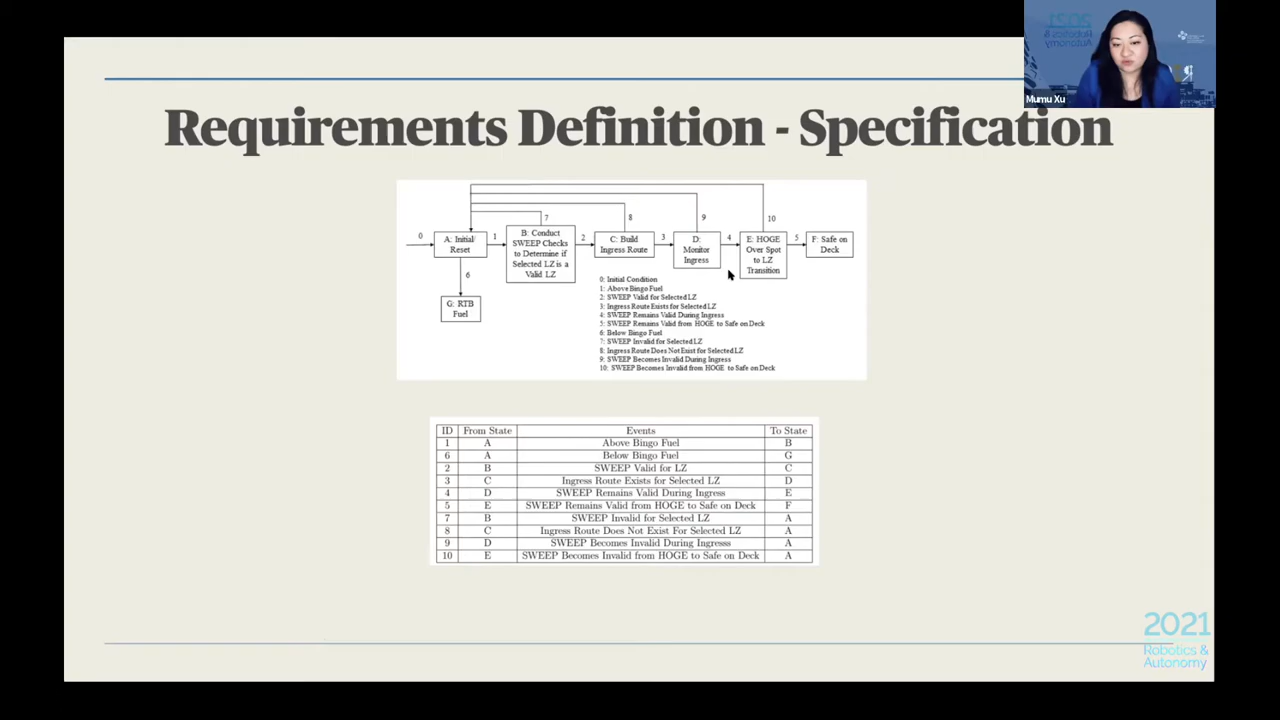 2021
Robotics &
Autonomy
Mumu Xu
Requirements Definition - Specification
0
1
2
3
4
5
6
7
8
9
10
A: Initial/
Reset
B: Conduct
SWEEP Checks
to Determine if
Selected LZ is a
Valid LZ
C: Build
Ingress Route
D:
Monitor
Ingress
E: HOGE
Over Spot
to LZ
Transition
F: Safe on
Deck
G: RTB
Fuel
0: Initial Condition
1: Above Bingo Fuel
2: SWEEP Valid for Selected LZ
3: Ingress Route Exists for Selected LZ
4: SWEEP Remains Valid During Ingress
5: SWEEP Remains Valid from HOGE to Safe on Deck
6: Below Bingo Fuel
7: SWEEP Invalid for Selected LZ
8: Ingress Route Does Not Exist for Selected LZ
9: SWEEP Becomes Invalid During Ingress
10: SWEEP Becomes Invalid from HOGE to Safe on Deck
ID From State Events To State
1 A Above Bingo Fuel B
6 A Below Bingo Fuel G
2 B SWEEP Valid for LZ C
3 C Ingress Route Exists for Selected LZ D
4 D SWEEP Remains Valid During Ingress E
5 E SWEEP Remains Valid from HOGE to Safe on Deck F
7 B SWEEP Invalid for Selected LZ A
8 C Ingress Route Does Not Exist For Selected LZ A
9 D SWEEP Becomes Invalid During Ingresss A
10 E SWEEP Becomes Invalid from HOGE to Safe on Deck A
2021
Robotics &
Autonomy